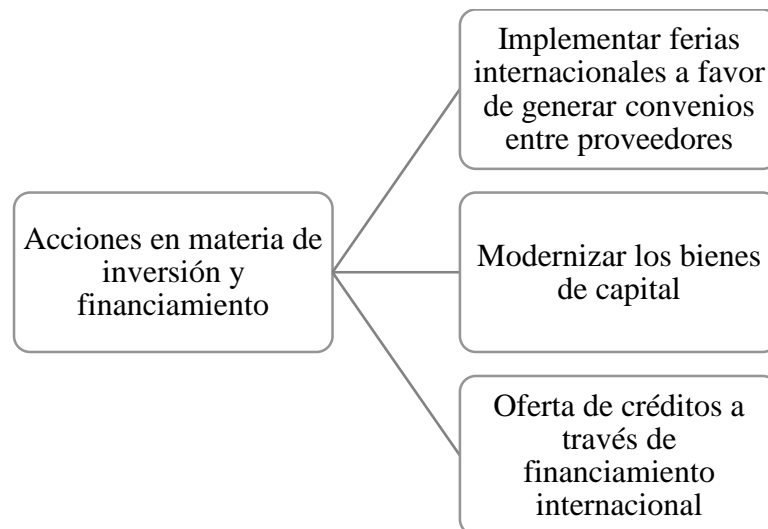 Acciones en materia de
inversión y
financiamiento
Implementar ferias
internacionales a favor
de generar convenios
entre proveedores
Modernizar los bienes
de capital
Oferta de créditos a
través de
financiamiento
internacional